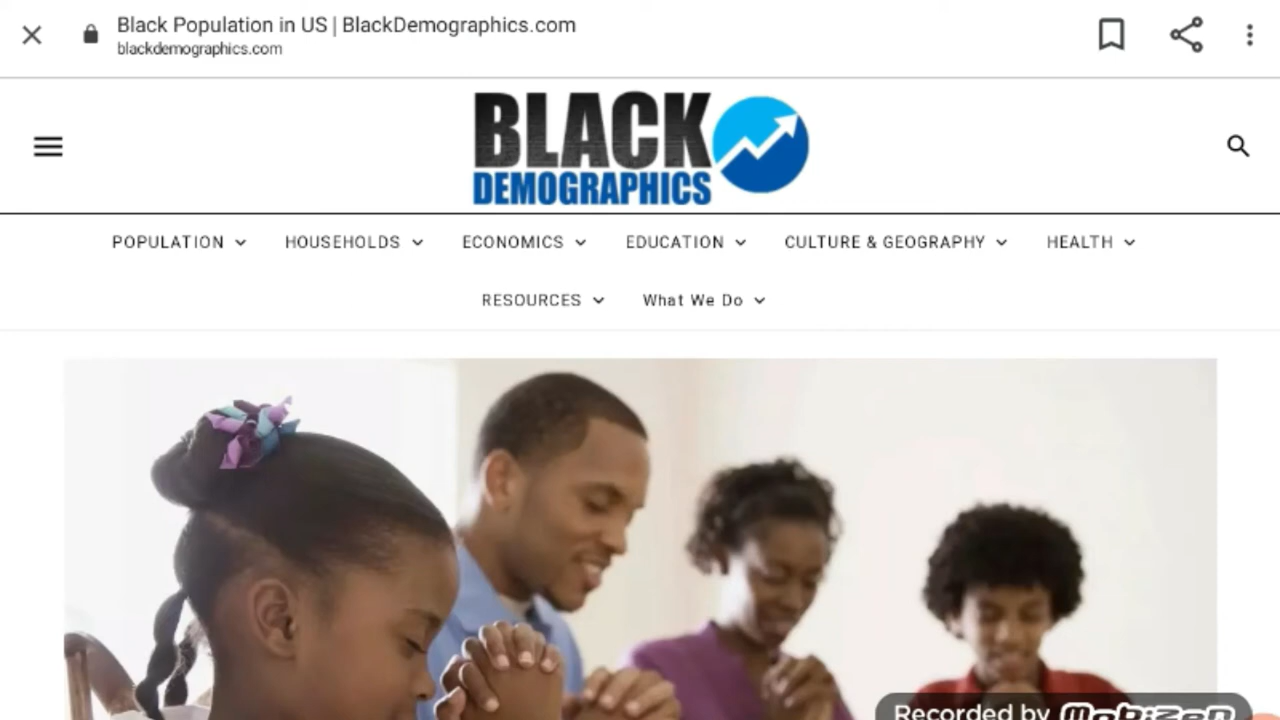 Black Population in US | BlackDemographics.com
blackdemographics.com
BLACK
DEMOGRAPHICS
POPULATION HOUSEHOLDS ECONOMICS EDUCATION CULTURE & GEOGRAPHY HEALTH
RESOURCES What We Do
Recorded by MOBIZEN